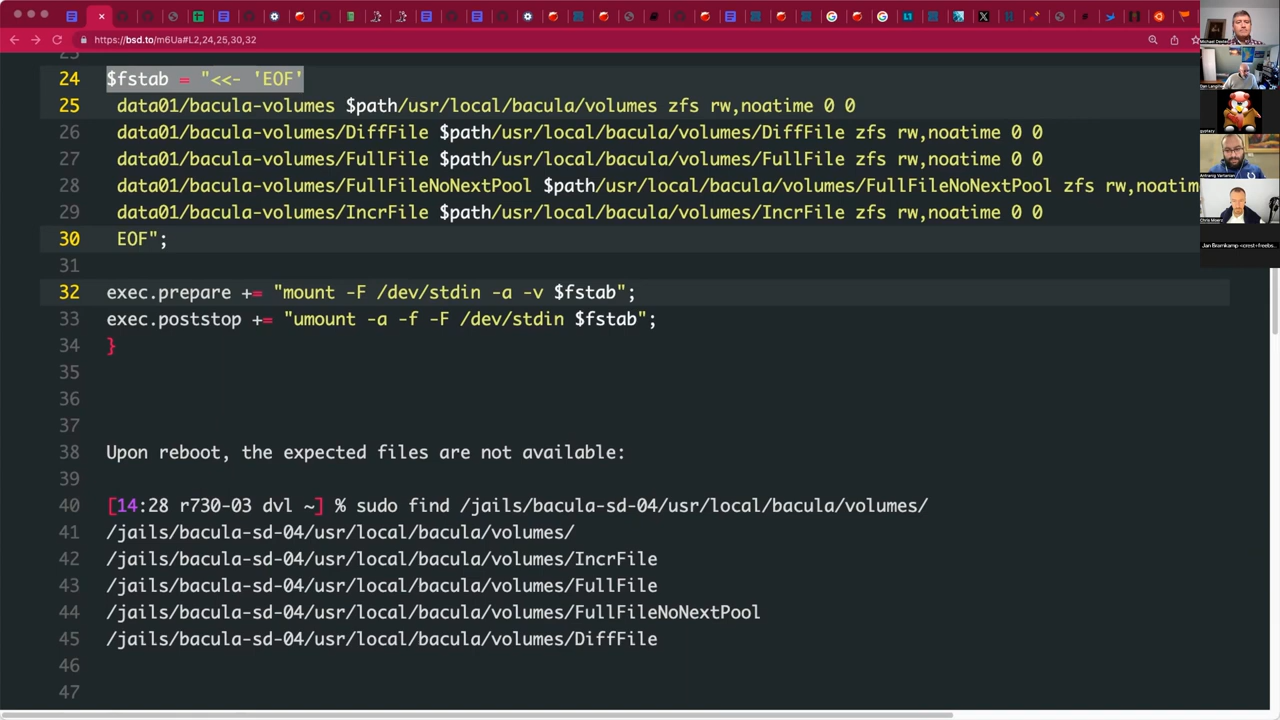 https://bsd.to/m6Ua#L2,24,25,30,32
23
24 $fstab = "<<- 'EOF'
25 data01/bacula-volumes $path/usr/local/bacula/volumes zfs rw,noatime 0 0
26 data01/bacula-volumes/DiffFile $path/usr/local/bacula/volumes/DiffFile zfs rw,noatime 0 0
27 data01/bacula-volumes/FullFile $path/usr/local/bacula/volumes/FullFile zfs rw,noatime 0 0
28 data01/bacula-volumes/FullFileNoNextPool $path/usr/local/bacula/volumes/FullFileNoNextPool zfs rw,noatim
29 data01/bacula-volumes/IncrFile $path/usr/local/bacula/volumes/IncrFile zfs rw,noatime 0 0
30 EOF";
31
32 exec.prepare += "mount -F /dev/stdin -a -v $fstab";
33 exec.poststop += "umount -a -f -F /dev/stdin $fstab";
34 }
35
36
37
38 Upon reboot, the expected files are not available:
39
40 [14:28 r730-03 dvl ~] % sudo find /jails/bacula-sd-04/usr/local/bacula/volumes/
41 /jails/bacula-sd-04/usr/local/bacula/volumes/
42 /jails/bacula-sd-04/usr/local/bacula/volumes/IncrFile
43 /jails/bacula-sd-04/usr/local/bacula/volumes/FullFile
44 /jails/bacula-sd-04/usr/local/bacula/volumes/FullFileNoNextPool
45 /jails/bacula-sd-04/usr/local/bacula/volumes/DiffFile
46
47
Michael Dexter
Antranig Vartanian
Jan Bramkamp <crest+freebs...